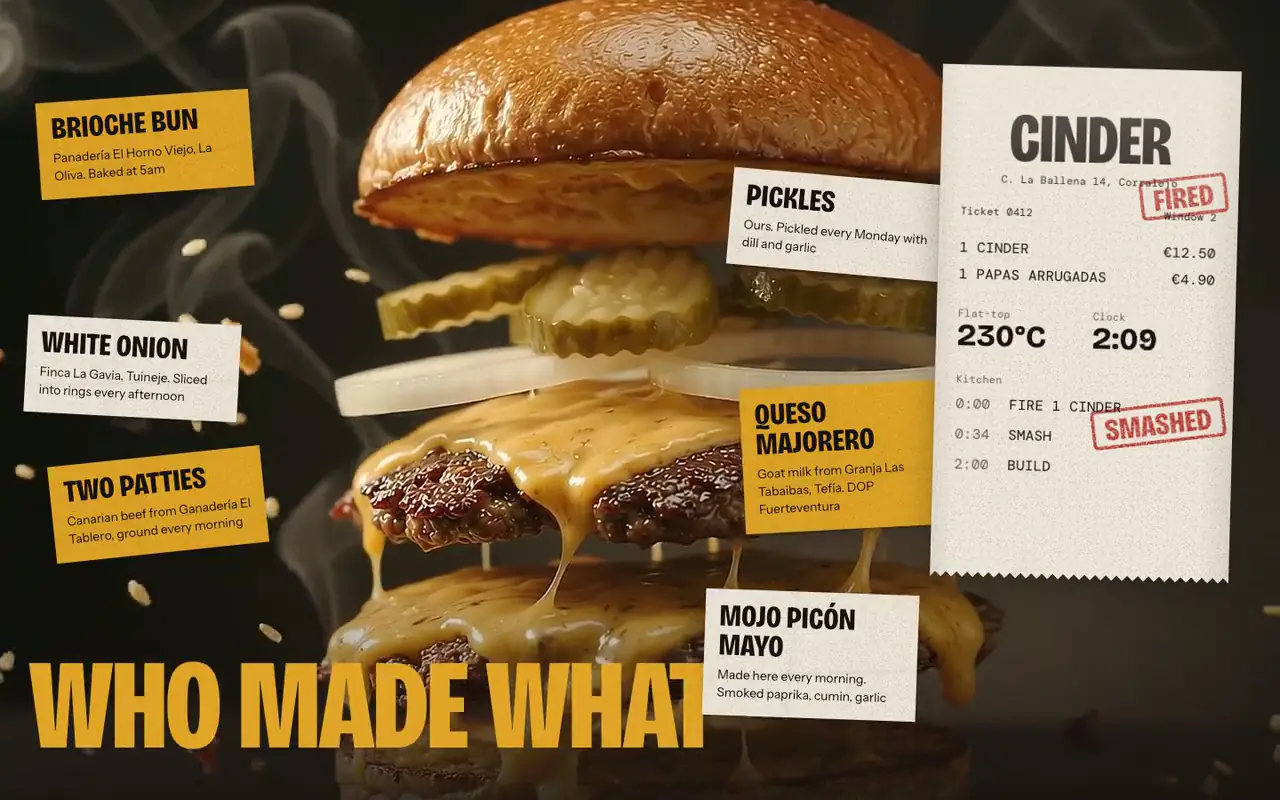 BRIOCHE BUN
Panadería El Horno Viejo, La
Oliva. Baked at 5am
WHITE ONION
Finca La Gavia, Tuineje. Sliced
into rings every afternoon
TWO PATTIES
Canarian beef from Ganadería El
Tablero, ground every morning
PICKLES
Ours. Pickled every Monday with
dill and garlic
QUESO
MAJORERO
Goat milk from Granja Las
Tabaibas, Tefía. DOP
Fuerteventura
MOJO PICÓN
MAYO
Made here every morning.
Smoked paprika, cumin, garlic
WHO MADE WHAT
CINDER
C. La Ballena 14, Corralejo
FIRED
Ticket 0412
Window 2
1 CINDER €12.50
1 PAPAS ARRUGADAS €4.90
Flat-top Clock
230°C 2:09
Kitchen
0:00 FIRE 1 CINDER
0:34 SMASH
SMASHED
2:00 BUILD